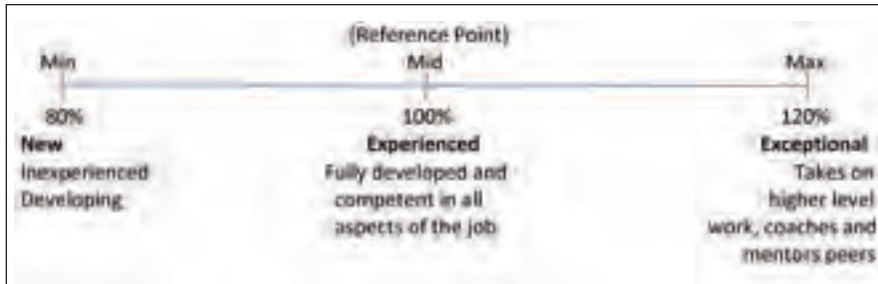 (Reference Point)
Min Mid Max
80% 100% 120%
New Experienced Exceptional
Inexperienced Fully developed and Takes on
Developing competent in all higher level
aspects of the job work, coaches and
mentors peers